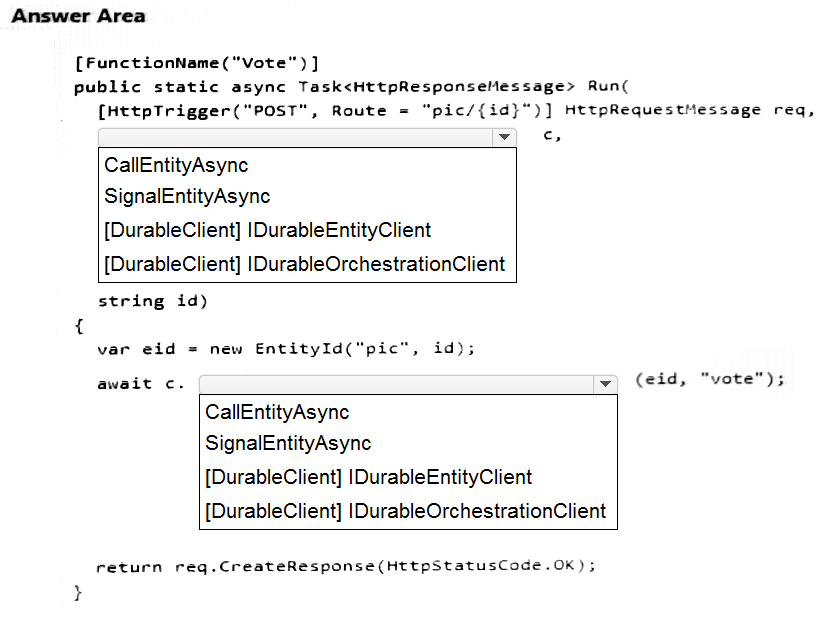 Answer Area
[FunctionName("Vote")]
public static async Task<HttpResponseMessage> Run(
[HttpTrigger("POST", Route = "pic/{id}")] HttpRequestMessage req,
c,
CallEntityAsync
SignalEntityAsync
[DurableClient] IDurableEntityClient
[DurableClient] IDurableOrchestrationClient
string id)
{
var eid = new EntityId("pic", id);
await c. (eid, "vote");
CallEntityAsync
SignalEntityAsync
[DurableClient] IDurableEntityClient
[DurableClient] IDurableOrchestrationClient
return req.CreateResponse(HttpStatusCode.OK);
}